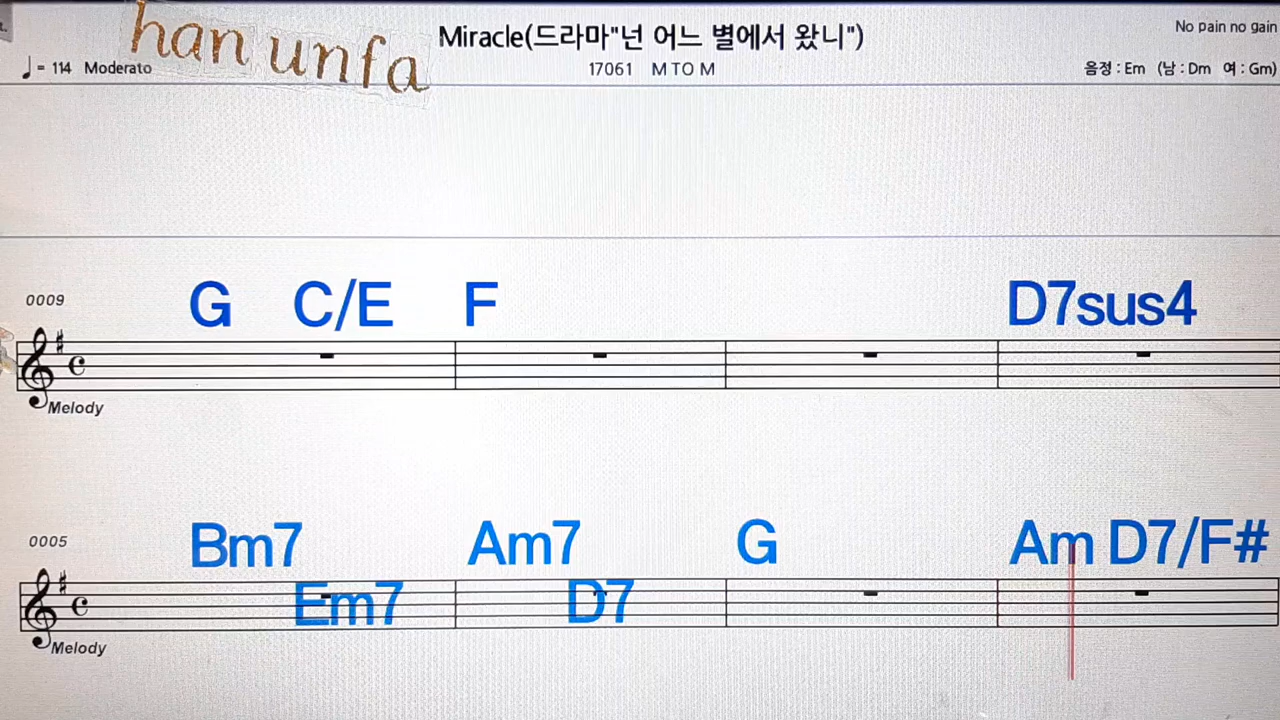 han unfa
Miracle(드라마"넌 어느 별에서 왔니")
No pain no gain
♩= 114 Moderato
17061 M TO M
음정 : Em (남 : Dm 여 : Gm)
0009
G C/E F D7sus4
Melody
0005
Bm7 Am7 G Am D7/F#
Em7 D7
Melody